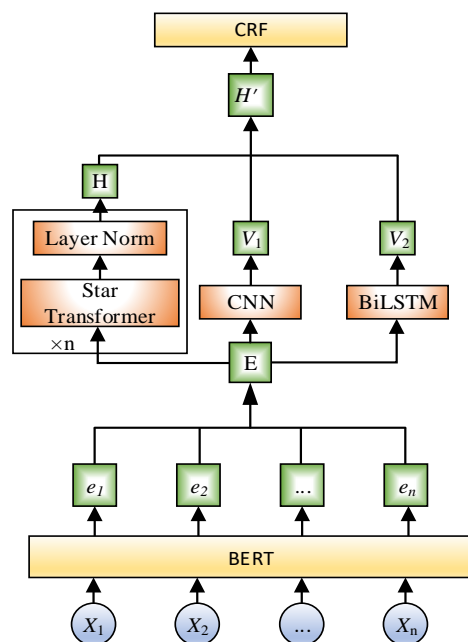 CRF
H′
H
Layer Norm
V1
V2
Star
Transformer
CNN
BiLSTM
×n
E
e1
e2
...
en
BERT
X1
X2
...
Xn